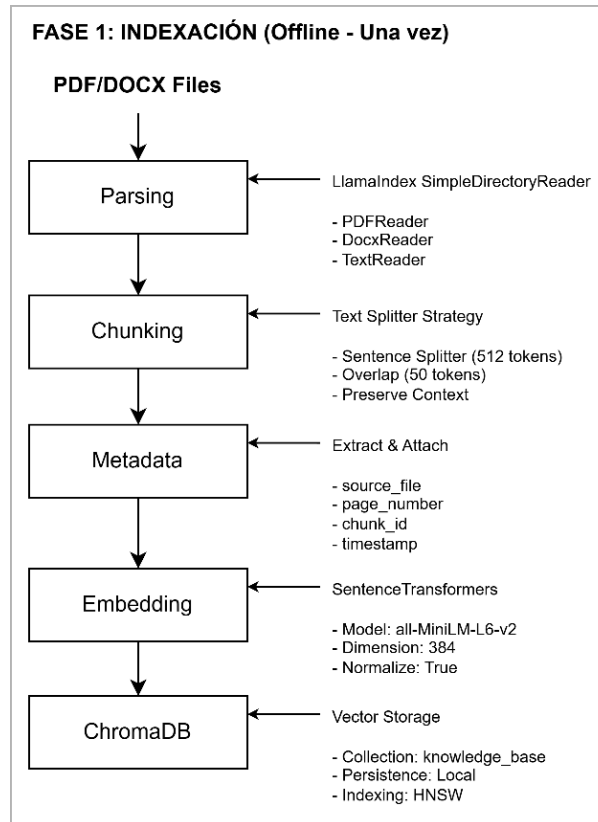 FASE 1: INDEXACIÓN (Offline - Una vez)
PDF/DOCX Files
Parsing
LlamaIndex SimpleDirectoryReader
- PDFReader
- DocxReader
- TextReader
Chunking
Text Splitter Strategy
- Sentence Splitter (512 tokens)
- Overlap (50 tokens)
- Preserve Context
Metadata
Extract & Attach
- source_file
- page_number
- chunk_id
- timestamp
Embedding
SentenceTransformers
- Model: all-MiniLM-L6-v2
- Dimension: 384
- Normalize: True
ChromaDB
Vector Storage
- Collection: knowledge_base
- Persistence: Local
- Indexing: HNSW